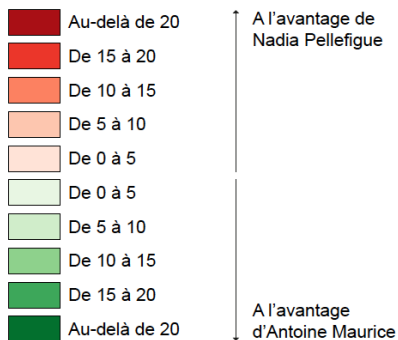 Au-delà de 20
De 15 à 20
De 10 à 15
De 5 à 10
De 0 à 5
De 0 à 5
De 5 à 10
De 10 à 15
De 15 à 20
Au-delà de 20
A l'avantage de
Nadia Pellefigue
A l'avantage
d'Antoine Maurice